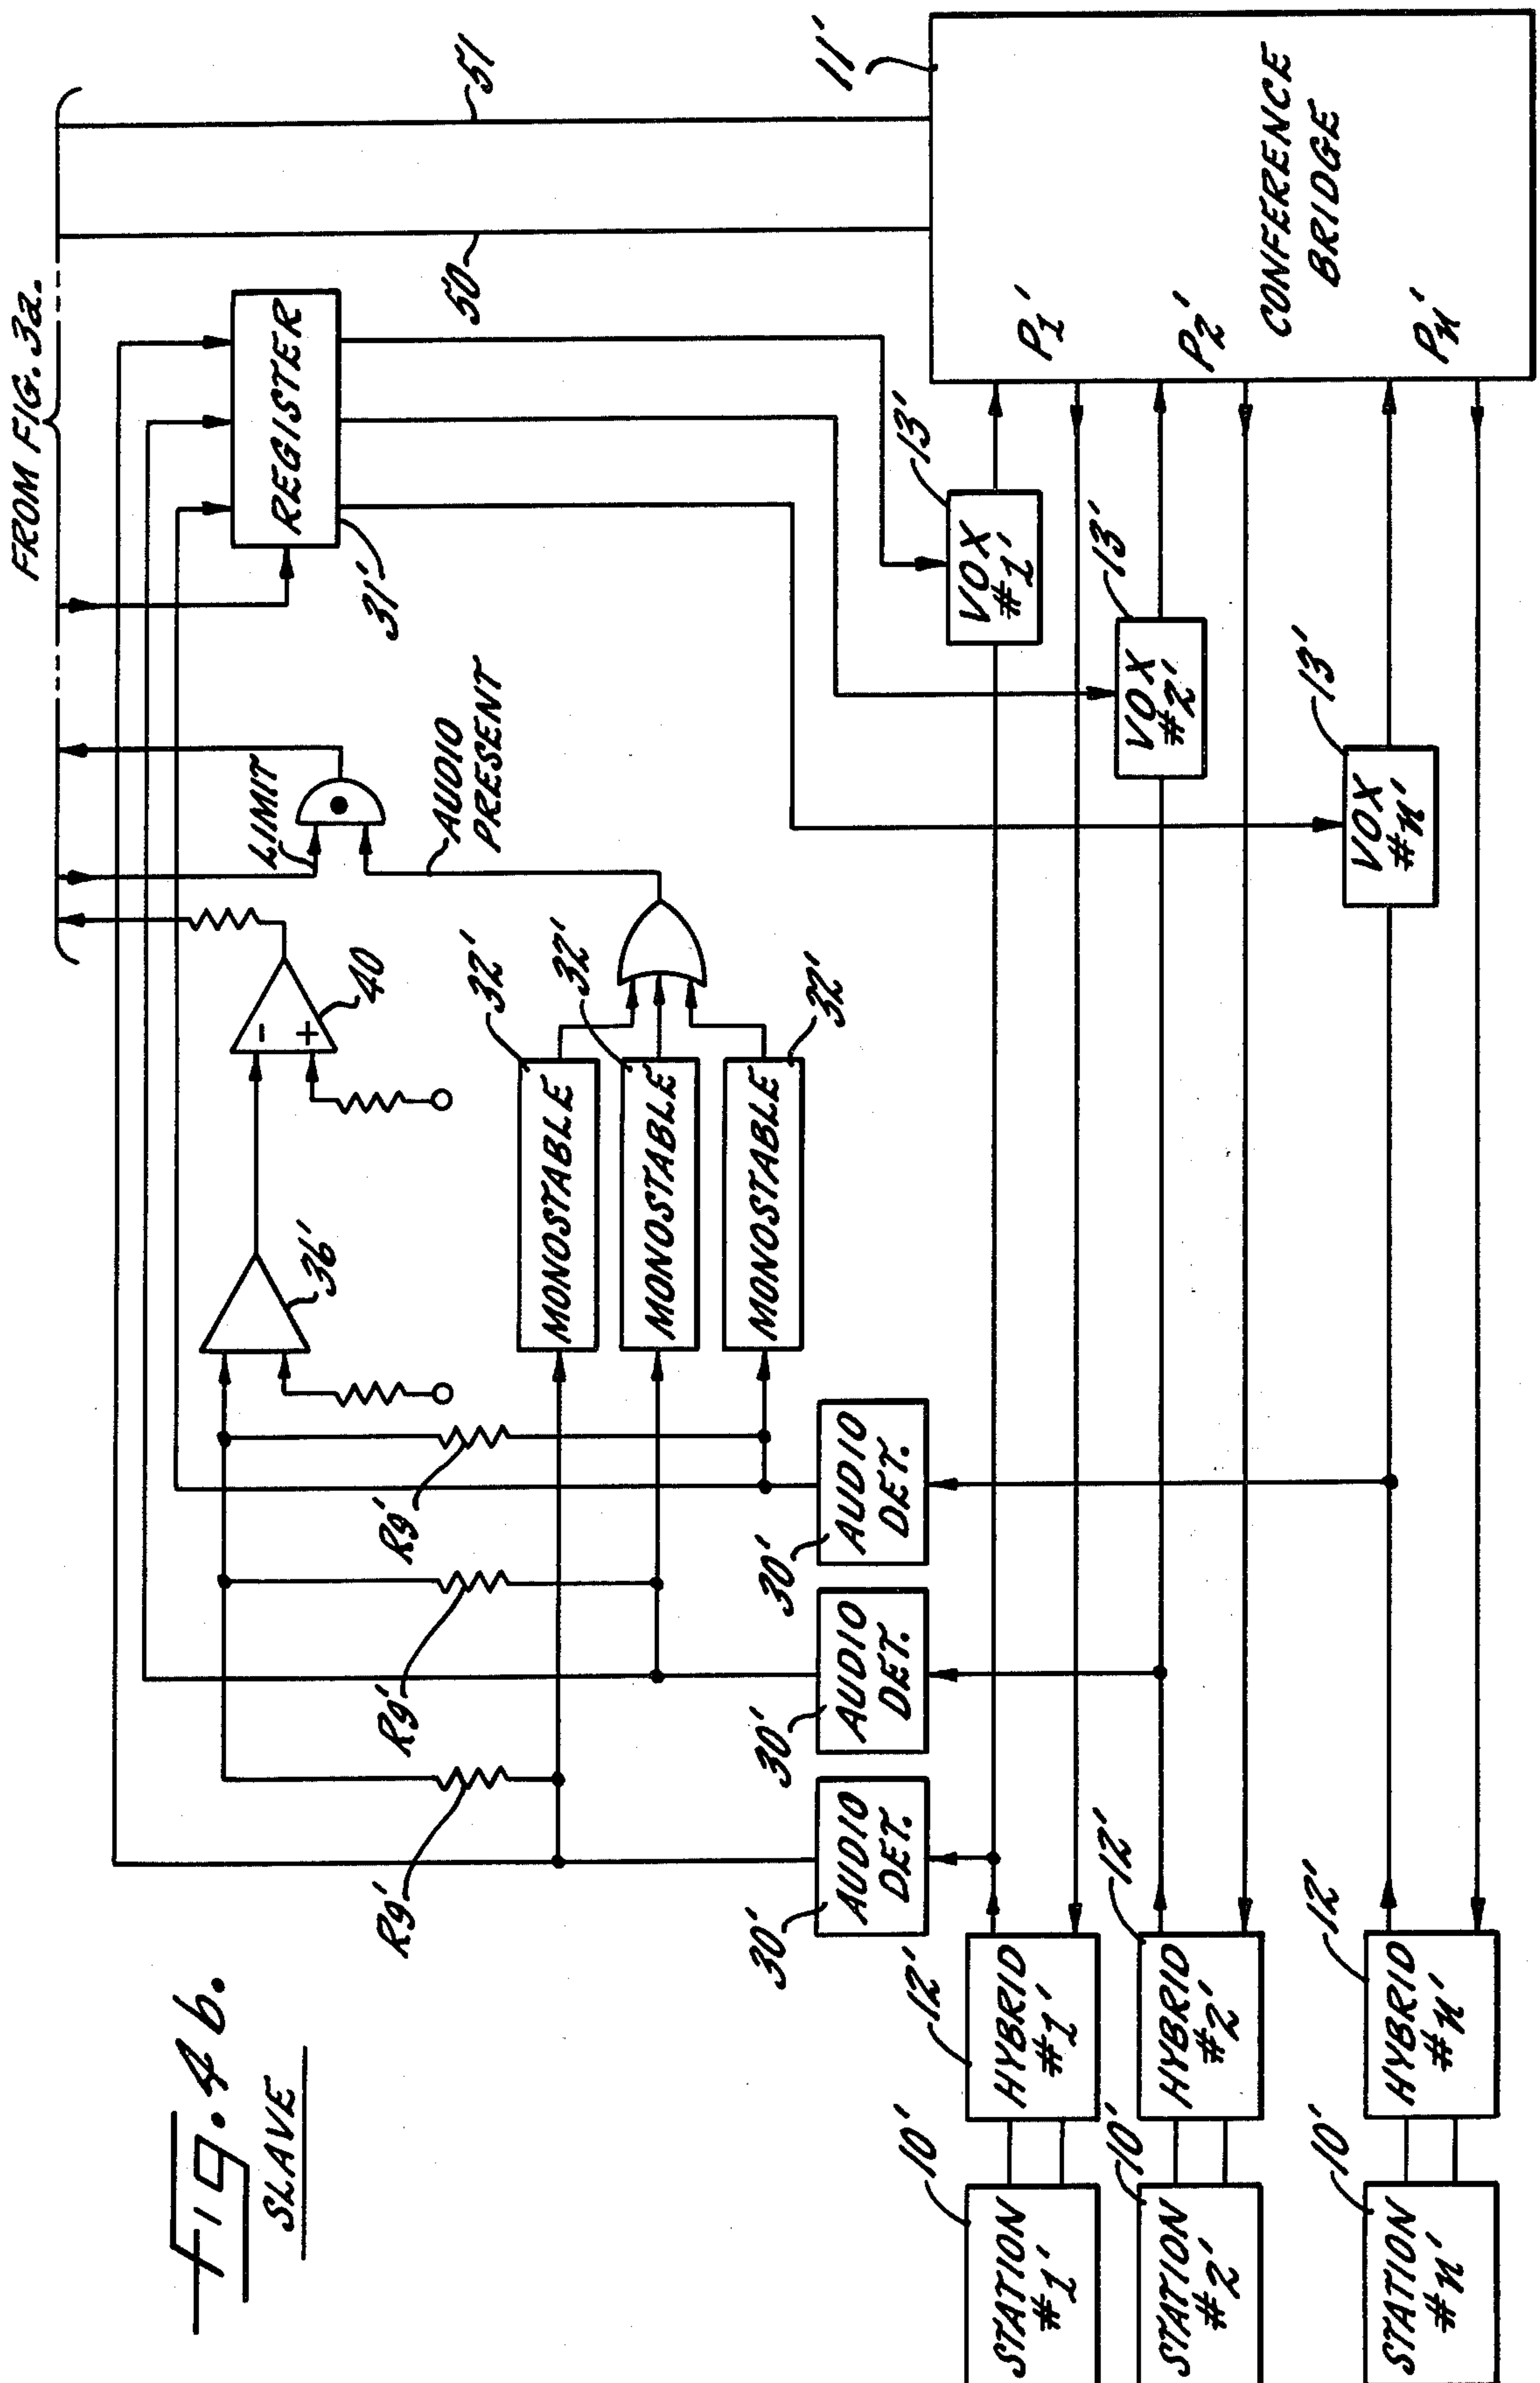 Fig. 4b.
SLAVE
FROM FIG. 3a.
51
50
REGISTER
31'
LIMIT
AUDIO
PRESENT
40
-
+
36'
32'
32'
32'
MONOSTABLE
MONOSTABLE
MONOSTABLE
R9'
R9'
R9'
30'
AUDIO
DET.
30'
AUDIO
DET.
30'
AUDIO
DET.
11'
CONFERENCE
BRIDGE
P1'
P2'
Pn'
13'
VOX
#1'
13'
VOX
#2'
13'
VOX
#n'
12'
HYBRID
#1'
12'
HYBRID
#2'
12'
HYBRID
#n'
10'
STATION
#1'
10'
STATION
#2'
10'
STATION
#n'